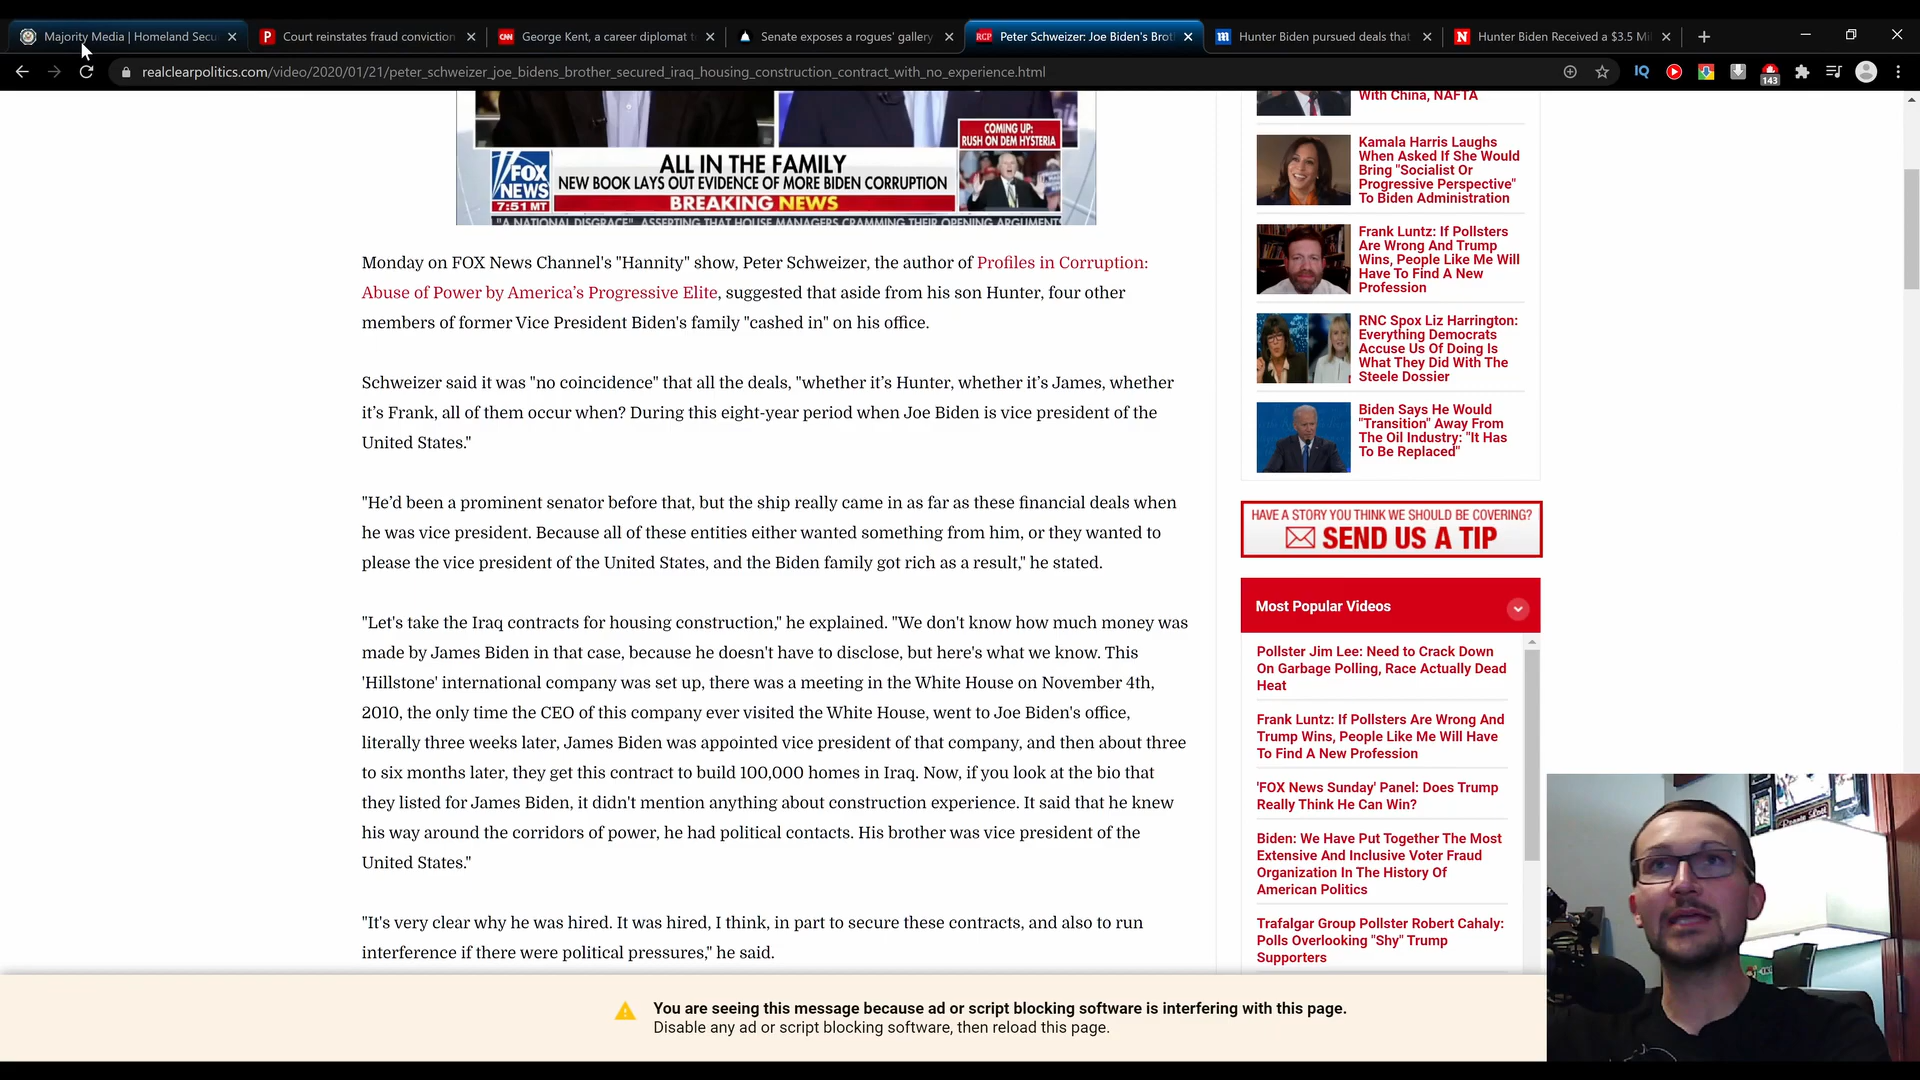 Majority Media | Homeland Secu
Court reinstates fraud conviction
George Kent, a career diplomat t
Senate exposes a rogues' gallery
RCP Peter Schweizer: Joe Biden's Brot
Hunter Biden pursued deals that
Hunter Biden Received a $3.5 Mil
realclearpolitics.com/video/2020/01/21/peter_schweizer_joe_bidens_brother_secured_iraq_housing_construction_contract_with_no_experience.html
IQ
143
COMING UP:
RUSH ON DEM HYSTERIA
ALL IN THE FAMILY
NEW BOOK LAYS OUT EVIDENCE OF MORE BIDEN CORRUPTION
BREAKING NEWS
FOX
NEWS
7:51 MT
"A NATIONAL DISGRACE", ASSERTING THAT HOUSE MANAGERS CRAMMING THEIR OPENING ARGUMENTS
Monday on FOX News Channel's "Hannity" show, Peter Schweizer, the author of Profiles in Corruption:
Abuse of Power by America’s Progressive Elite, suggested that aside from his son Hunter, four other
members of former Vice President Biden's family "cashed in" on his office.
Schweizer said it was "no coincidence" that all the deals, "whether it’s Hunter, whether it’s James, whether
it’s Frank, all of them occur when? During this eight-year period when Joe Biden is vice president of the
United States."
"He’d been a prominent senator before that, but the ship really came in as far as these financial deals when
he was vice president. Because all of these entities either wanted something from him, or they wanted to
please the vice president of the United States, and the Biden family got rich as a result," he stated.
"Let's take the Iraq contracts for housing construction," he explained. "We don't know how much money was
made by James Biden in that case, because he doesn't have to disclose, but here's what we know. This
'Hillstone' international company was set up, there was a meeting in the White House on November 4th,
2010, the only time the CEO of this company ever visited the White House, went to Joe Biden's office,
literally three weeks later, James Biden was appointed vice president of that company, and then about three
to six months later, they get this contract to build 100,000 homes in Iraq. Now, if you look at the bio that
they listed for James Biden, it didn't mention anything about construction experience. It said that he knew
his way around the corridors of power, he had political contacts. His brother was vice president of the
United States."
"It's very clear why he was hired. It was hired, I think, in part to secure these contracts, and also to run
interference if there were political pressures," he said.
With China, NAFTA
Kamala Harris Laughs
When Asked If She Would
Bring "Socialist Or
Progressive Perspective"
To Biden Administration
Frank Luntz: If Pollsters
Are Wrong And Trump
Wins, People Like Me Will
Have To Find A New
Profession
RNC Spox Liz Harrington:
Everything Democrats
Accuse Us Of Doing Is
What They Did With The
Steele Dossier
Biden Says He Would
"Transition" Away From
The Oil Industry: "It Has
To Be Replaced"
HAVE A STORY YOU THINK WE SHOULD BE COVERING?
SEND US A TIP
Most Popular Videos
Pollster Jim Lee: Need to Crack Down
On Garbage Polling, Race Actually Dead
Heat
Frank Luntz: If Pollsters Are Wrong And
Trump Wins, People Like Me Will Have
To Find A New Profession
'FOX News Sunday' Panel: Does Trump
Really Think He Can Win?
Biden: We Have Put Together The Most
Extensive And Inclusive Voter Fraud
Organization In The History Of
American Politics
Trafalgar Group Pollster Robert Cahaly:
Polls Overlooking "Shy" Trump
Supporters
You are seeing this message because ad or script blocking software is interfering with this page.
Disable any ad or script blocking software, then reload this page.